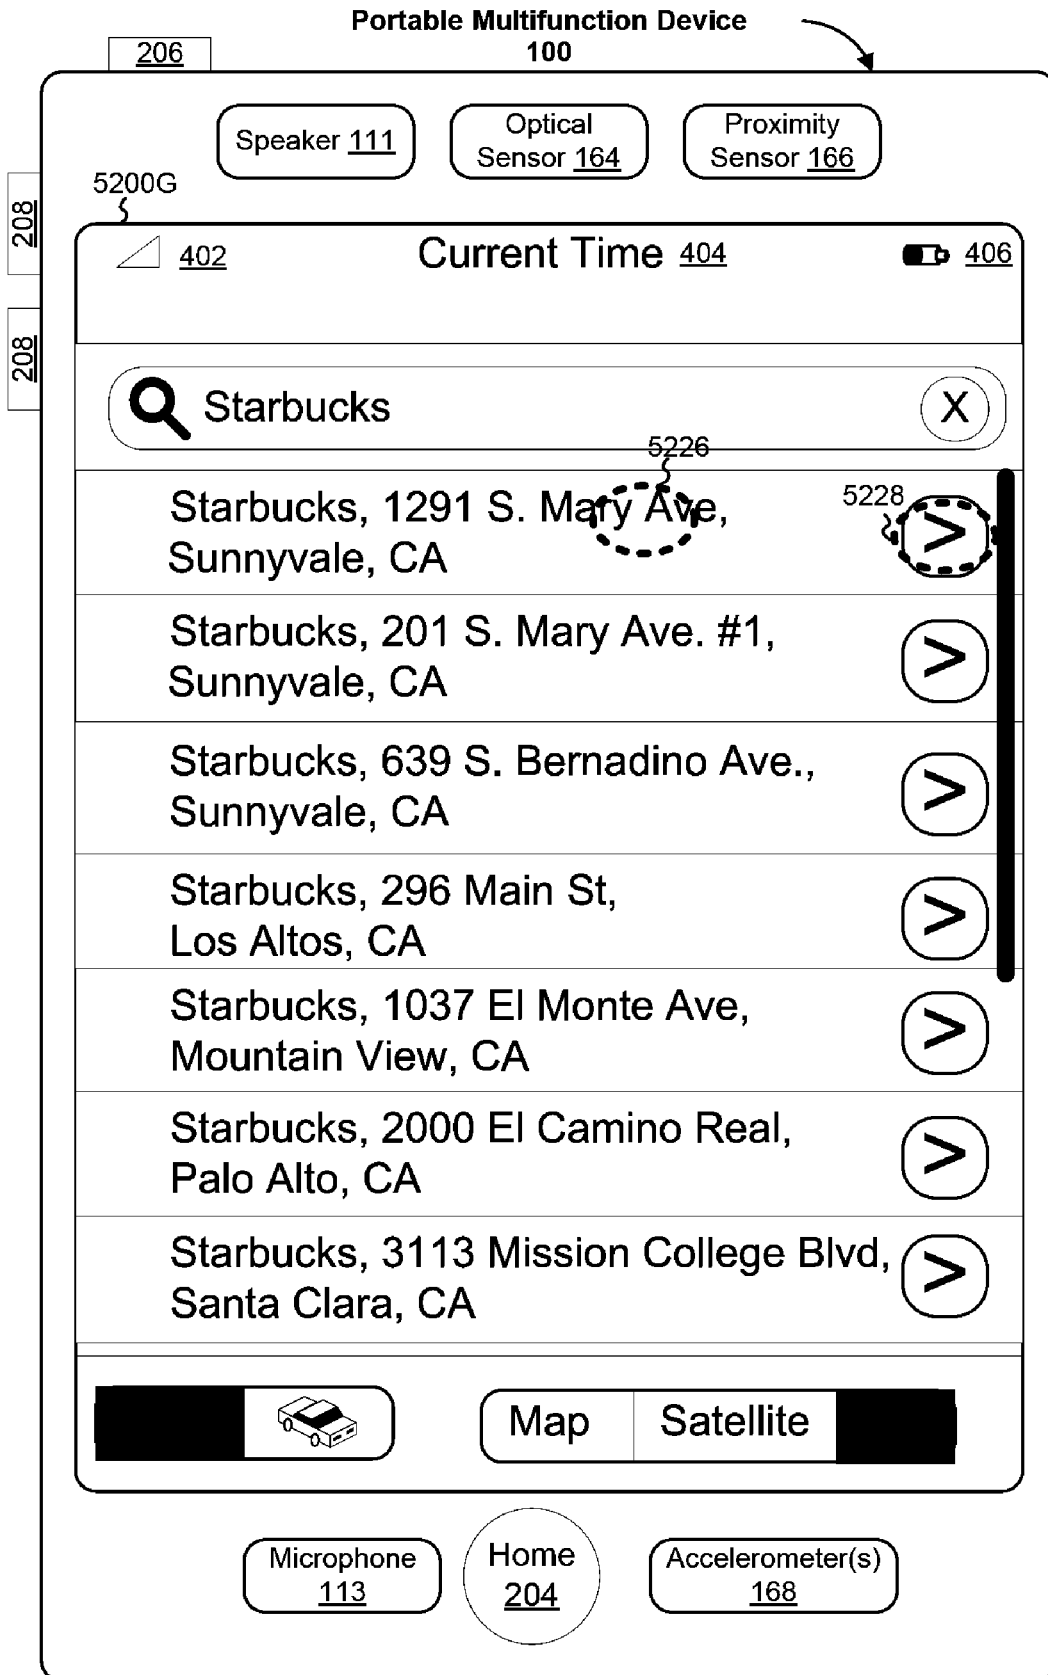 Portable Multifunction Device
100
206
Speaker 111
Optical
Sensor 164
Proximity
Sensor 166
5200G
208
208
402
Current Time 404
406
Starbucks
X
5226
5228
Starbucks, 1291 S. Mary Ave,
Sunnyvale, CA
>
Starbucks, 201 S. Mary Ave. #1,
Sunnyvale, CA
>
Starbucks, 639 S. Bernadino Ave.,
Sunnyvale, CA
>
Starbucks, 296 Main St,
Los Altos, CA
>
Starbucks, 1037 El Monte Ave,
Mountain View, CA
>
Starbucks, 2000 El Camino Real,
Palo Alto, CA
>
Starbucks, 3113 Mission College Blvd,
Santa Clara, CA
>
Map
Satellite
Microphone
113
Home
204
Accelerometer(s)
168